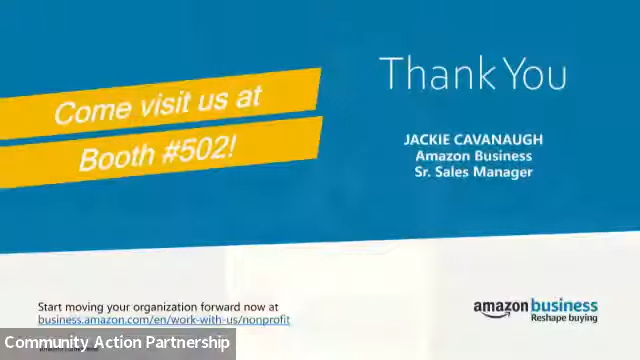 Thank You
Come visit us at
Booth #502!
JACKIE CAVANAUGH
Amazon Business
Sr. Sales Manager
Start moving your organization forward now at
business.amazon.com/en/work-with-us/nonprofit
amazon business
Reshape buying
Community Action Partnership